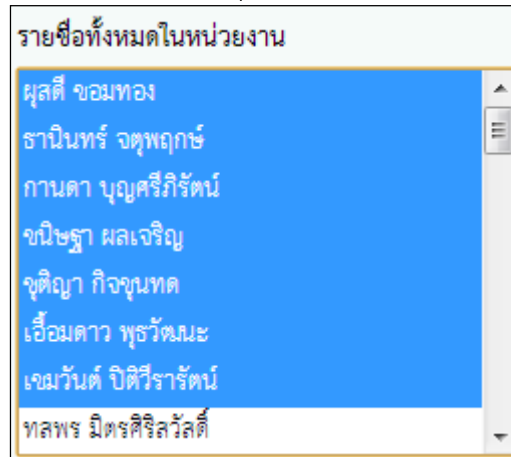 รายชื่อทั้งหมดในหน่วยงาน
ผุสดี ขอมทอง
ธานินทร์ จตุพฤกษ์
กานดา บุญศรีภิรัตน์
ขนิษฐา ผลเจริญ
ชุติญา กิจขุนทด
เอื้อมดาว พุธวัฒนะ
เขมวันต์ ปิติวีรารัตน์
ทสพร มิตรศิริสวัสดิ์